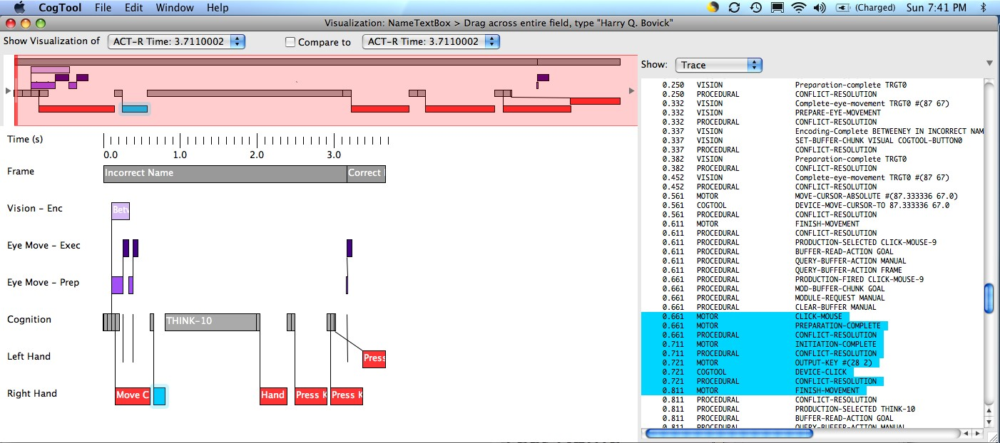 CogTool File Edit Window Help (Charged) Sun 7:41 PM
Visualization: NameTextBox > Drag across entire field, type "Harry Q. Bovick"
Show Visualization of ACT-R Time: 3.7110002 Compare to ACT-R Time: 3.7110002
Show: Trace
Time (s)
0.0 1.0 2.0 3.0
Frame Incorrect Name Correct
Vision – Enc Betw
Eye Move – Exec
Eye Move – Prep
Cognition THINK-10
Left Hand Press
Right Hand Move C Hand Press K Press K
0.250 VISION Preparation-complete TRGT0
0.250 PROCEDURAL CONFLICT-RESOLUTION
0.332 VISION Complete-eye-movement TRGT0 #(87 67)
0.332 VISION PREPARE-EYE-MOVEMENT
0.332 PROCEDURAL CONFLICT-RESOLUTION
0.337 VISION Encoding-Complete BETWEENEY IN INCORRECT NAM
0.337 VISION SET-BUFFER-CHUNK VISUAL COGTOOL-BUTTON0
0.337 PROCEDURAL CONFLICT-RESOLUTION
0.382 VISION Preparation-complete TRGT0
0.382 PROCEDURAL CONFLICT-RESOLUTION
0.452 VISION Complete-eye-movement TRGT0 #(87 67)
0.452 PROCEDURAL CONFLICT-RESOLUTION
0.561 MOTOR MOVE-CURSOR-ABSOLUTE #(87.333336 67.0)
0.561 COGTOOL DEVICE-MOVE-CURSOR-TO 87.333336 67.0
0.561 PROCEDURAL CONFLICT-RESOLUTION
0.611 MOTOR FINISH-MOVEMENT
0.611 PROCEDURAL CONFLICT-RESOLUTION
0.611 PROCEDURAL PRODUCTION-SELECTED CLICK-MOUSE-9
0.611 PROCEDURAL BUFFER-READ-ACTION GOAL
0.611 PROCEDURAL QUERY-BUFFER-ACTION MANUAL
0.611 PROCEDURAL QUERY-BUFFER-ACTION FRAME
0.661 PROCEDURAL PRODUCTION-FIRED CLICK-MOUSE-9
0.661 PROCEDURAL MOD-BUFFER-CHUNK GOAL
0.661 PROCEDURAL MODULE-REQUEST MANUAL
0.661 PROCEDURAL CLEAR-BUFFER MANUAL
0.661 MOTOR CLICK-MOUSE
0.661 MOTOR PREPARATION-COMPLETE
0.661 PROCEDURAL CONFLICT-RESOLUTION
0.711 MOTOR INITIATION-COMPLETE
0.711 PROCEDURAL CONFLICT-RESOLUTION
0.721 MOTOR OUTPUT-KEY #(28 2)
0.721 COGTOOL DEVICE-CLICK
0.721 PROCEDURAL CONFLICT-RESOLUTION
0.811 MOTOR FINISH-MOVEMENT
0.811 PROCEDURAL CONFLICT-RESOLUTION
0.811 PROCEDURAL PRODUCTION-SELECTED THINK-10
0.811 PROCEDURAL BUFFER-READ-ACTION GOAL
0.811 PROCEDURAL QUERY-BUFFER-ACTION MANUAL